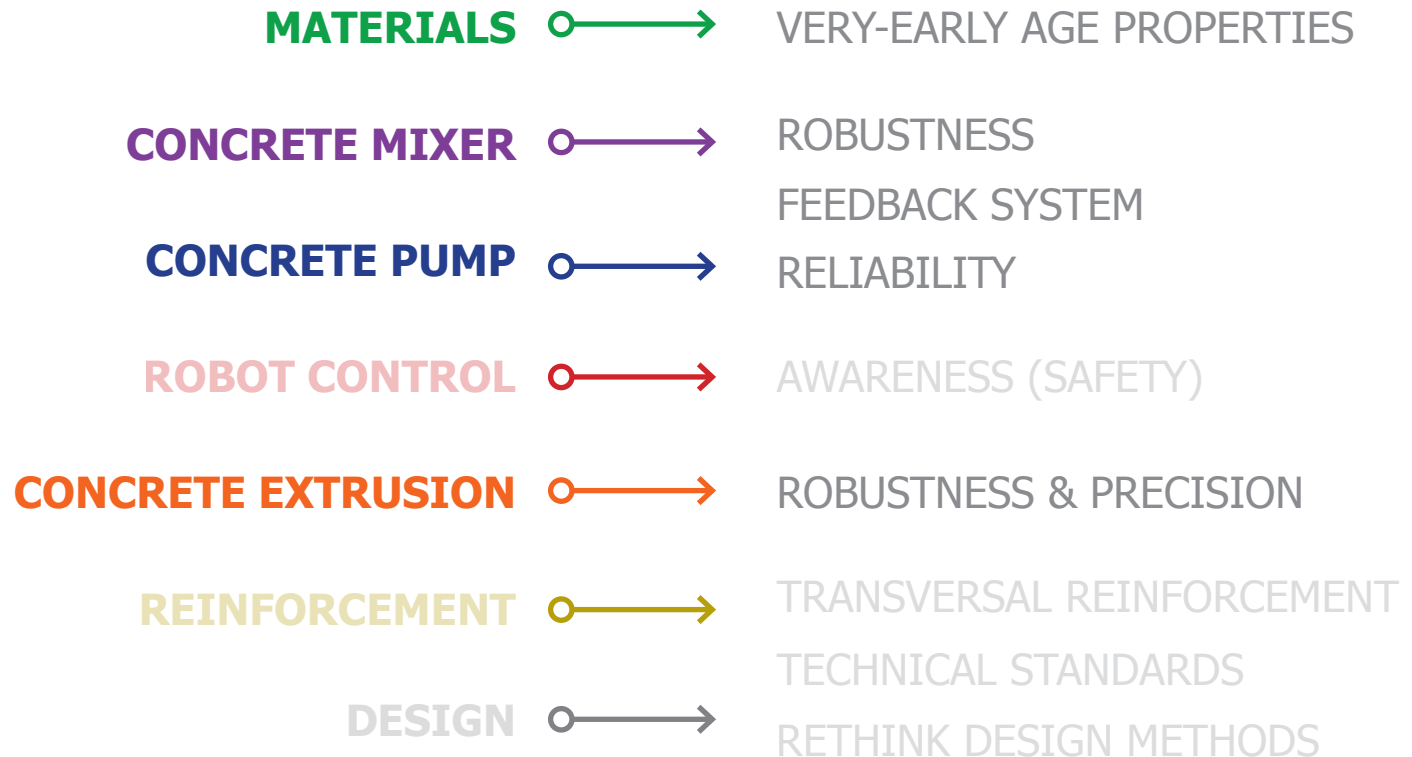 MATERIALS VERY-EARLY AGE PROPERTIES
CONCRETE MIXER ROBUSTNESS
FEEDBACK SYSTEM
CONCRETE PUMP RELIABILITY
ROBOT CONTROL AWARENESS (SAFETY)
CONCRETE EXTRUSION ROBUSTNESS & PRECISION
REINFORCEMENT TRANSVERSAL REINFORCEMENT
TECHNICAL STANDARDS
DESIGN RETHINK DESIGN METHODS